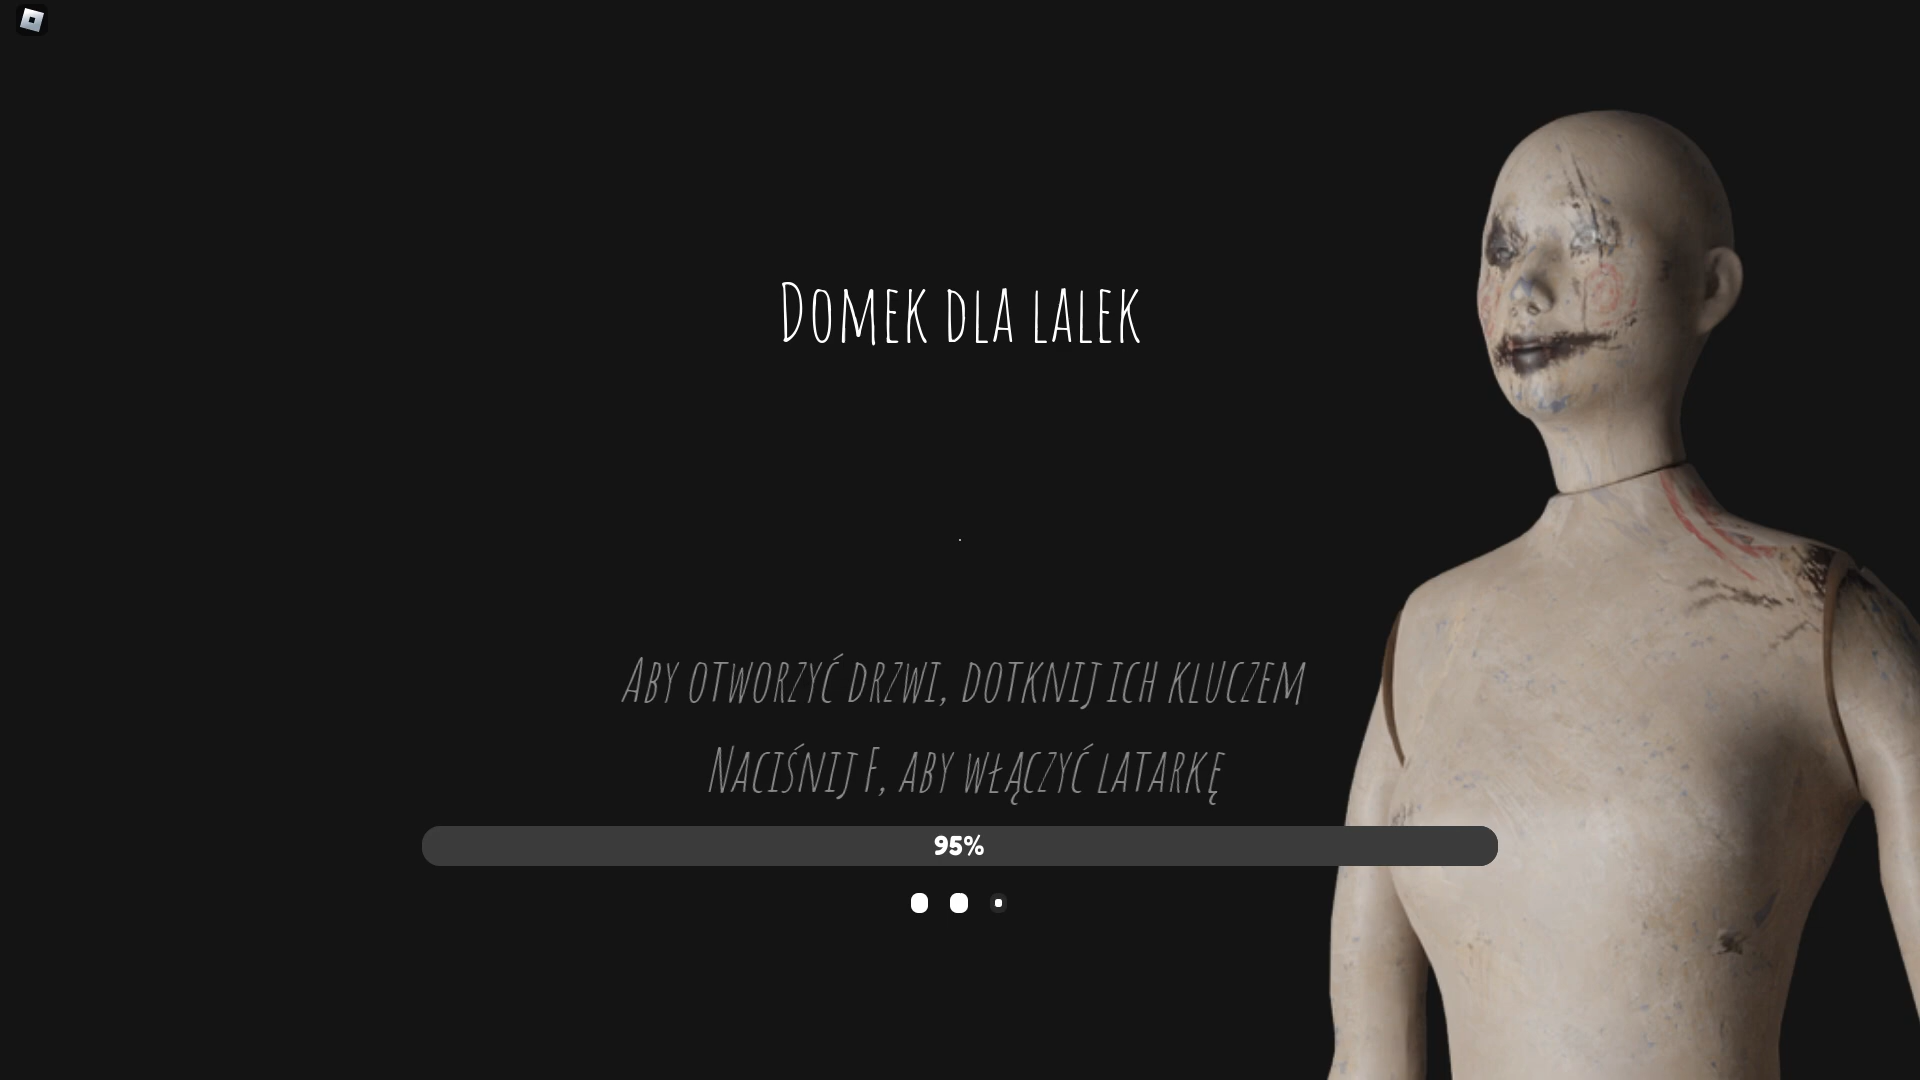 Domek dla lalek
Aby otworzyć drzwi, dotknij ich kluczem
Naciśnij F, aby włączyć latarkę
95%